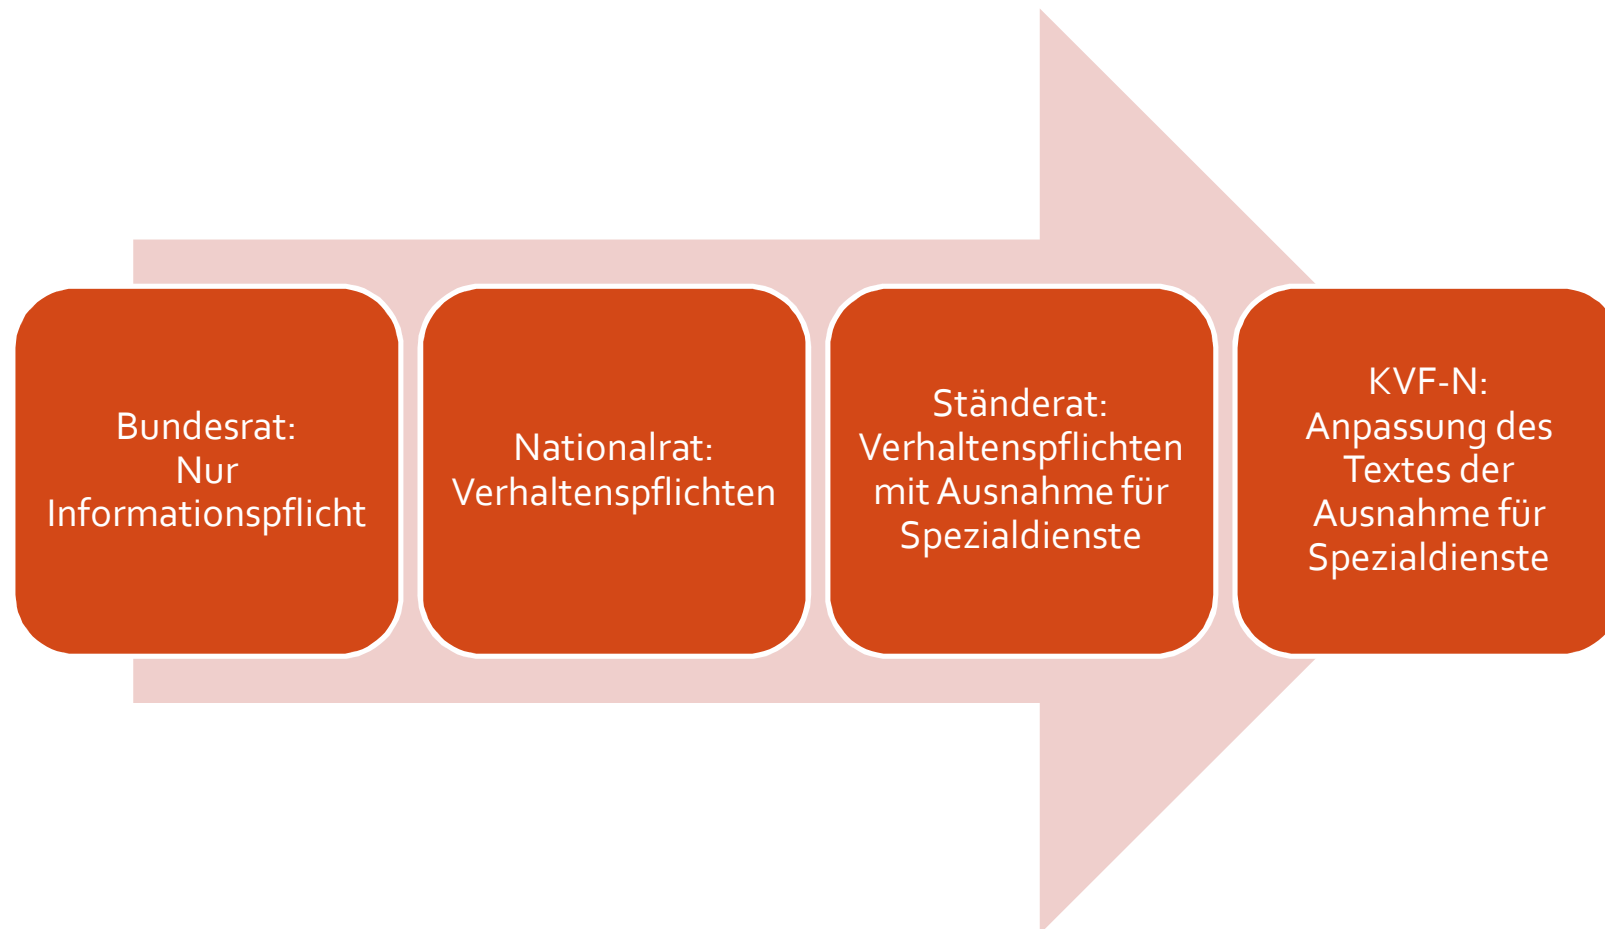 Bundesrat:
Nur
Informationspflicht
Nationalrat:
Verhaltenspflichten
Ständerat:
Verhaltenspflichten
mit Ausnahme für
Spezialdienste
KVF-N:
Anpassung des
Textes der
Ausnahme für
Spezialdienste